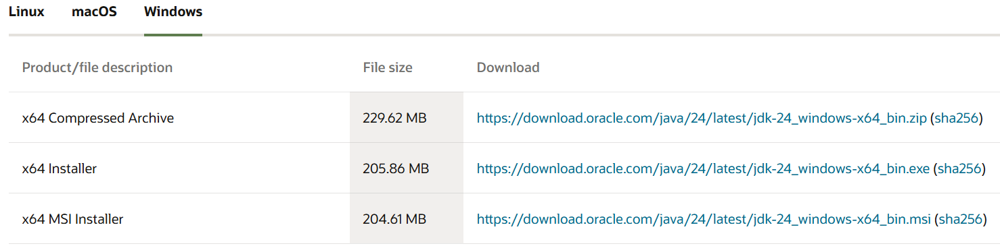 Linux macOS Windows
Product/file description File size Download
x64 Compressed Archive 229.62 MB https://download.oracle.com/java/24/latest/jdk-24_windows-x64_bin.zip (sha256)
x64 Installer 205.86 MB https://download.oracle.com/java/24/latest/jdk-24_windows-x64_bin.exe (sha256)
x64 MSI Installer 204.61 MB https://download.oracle.com/java/24/latest/jdk-24_windows-x64_bin.msi (sha256)